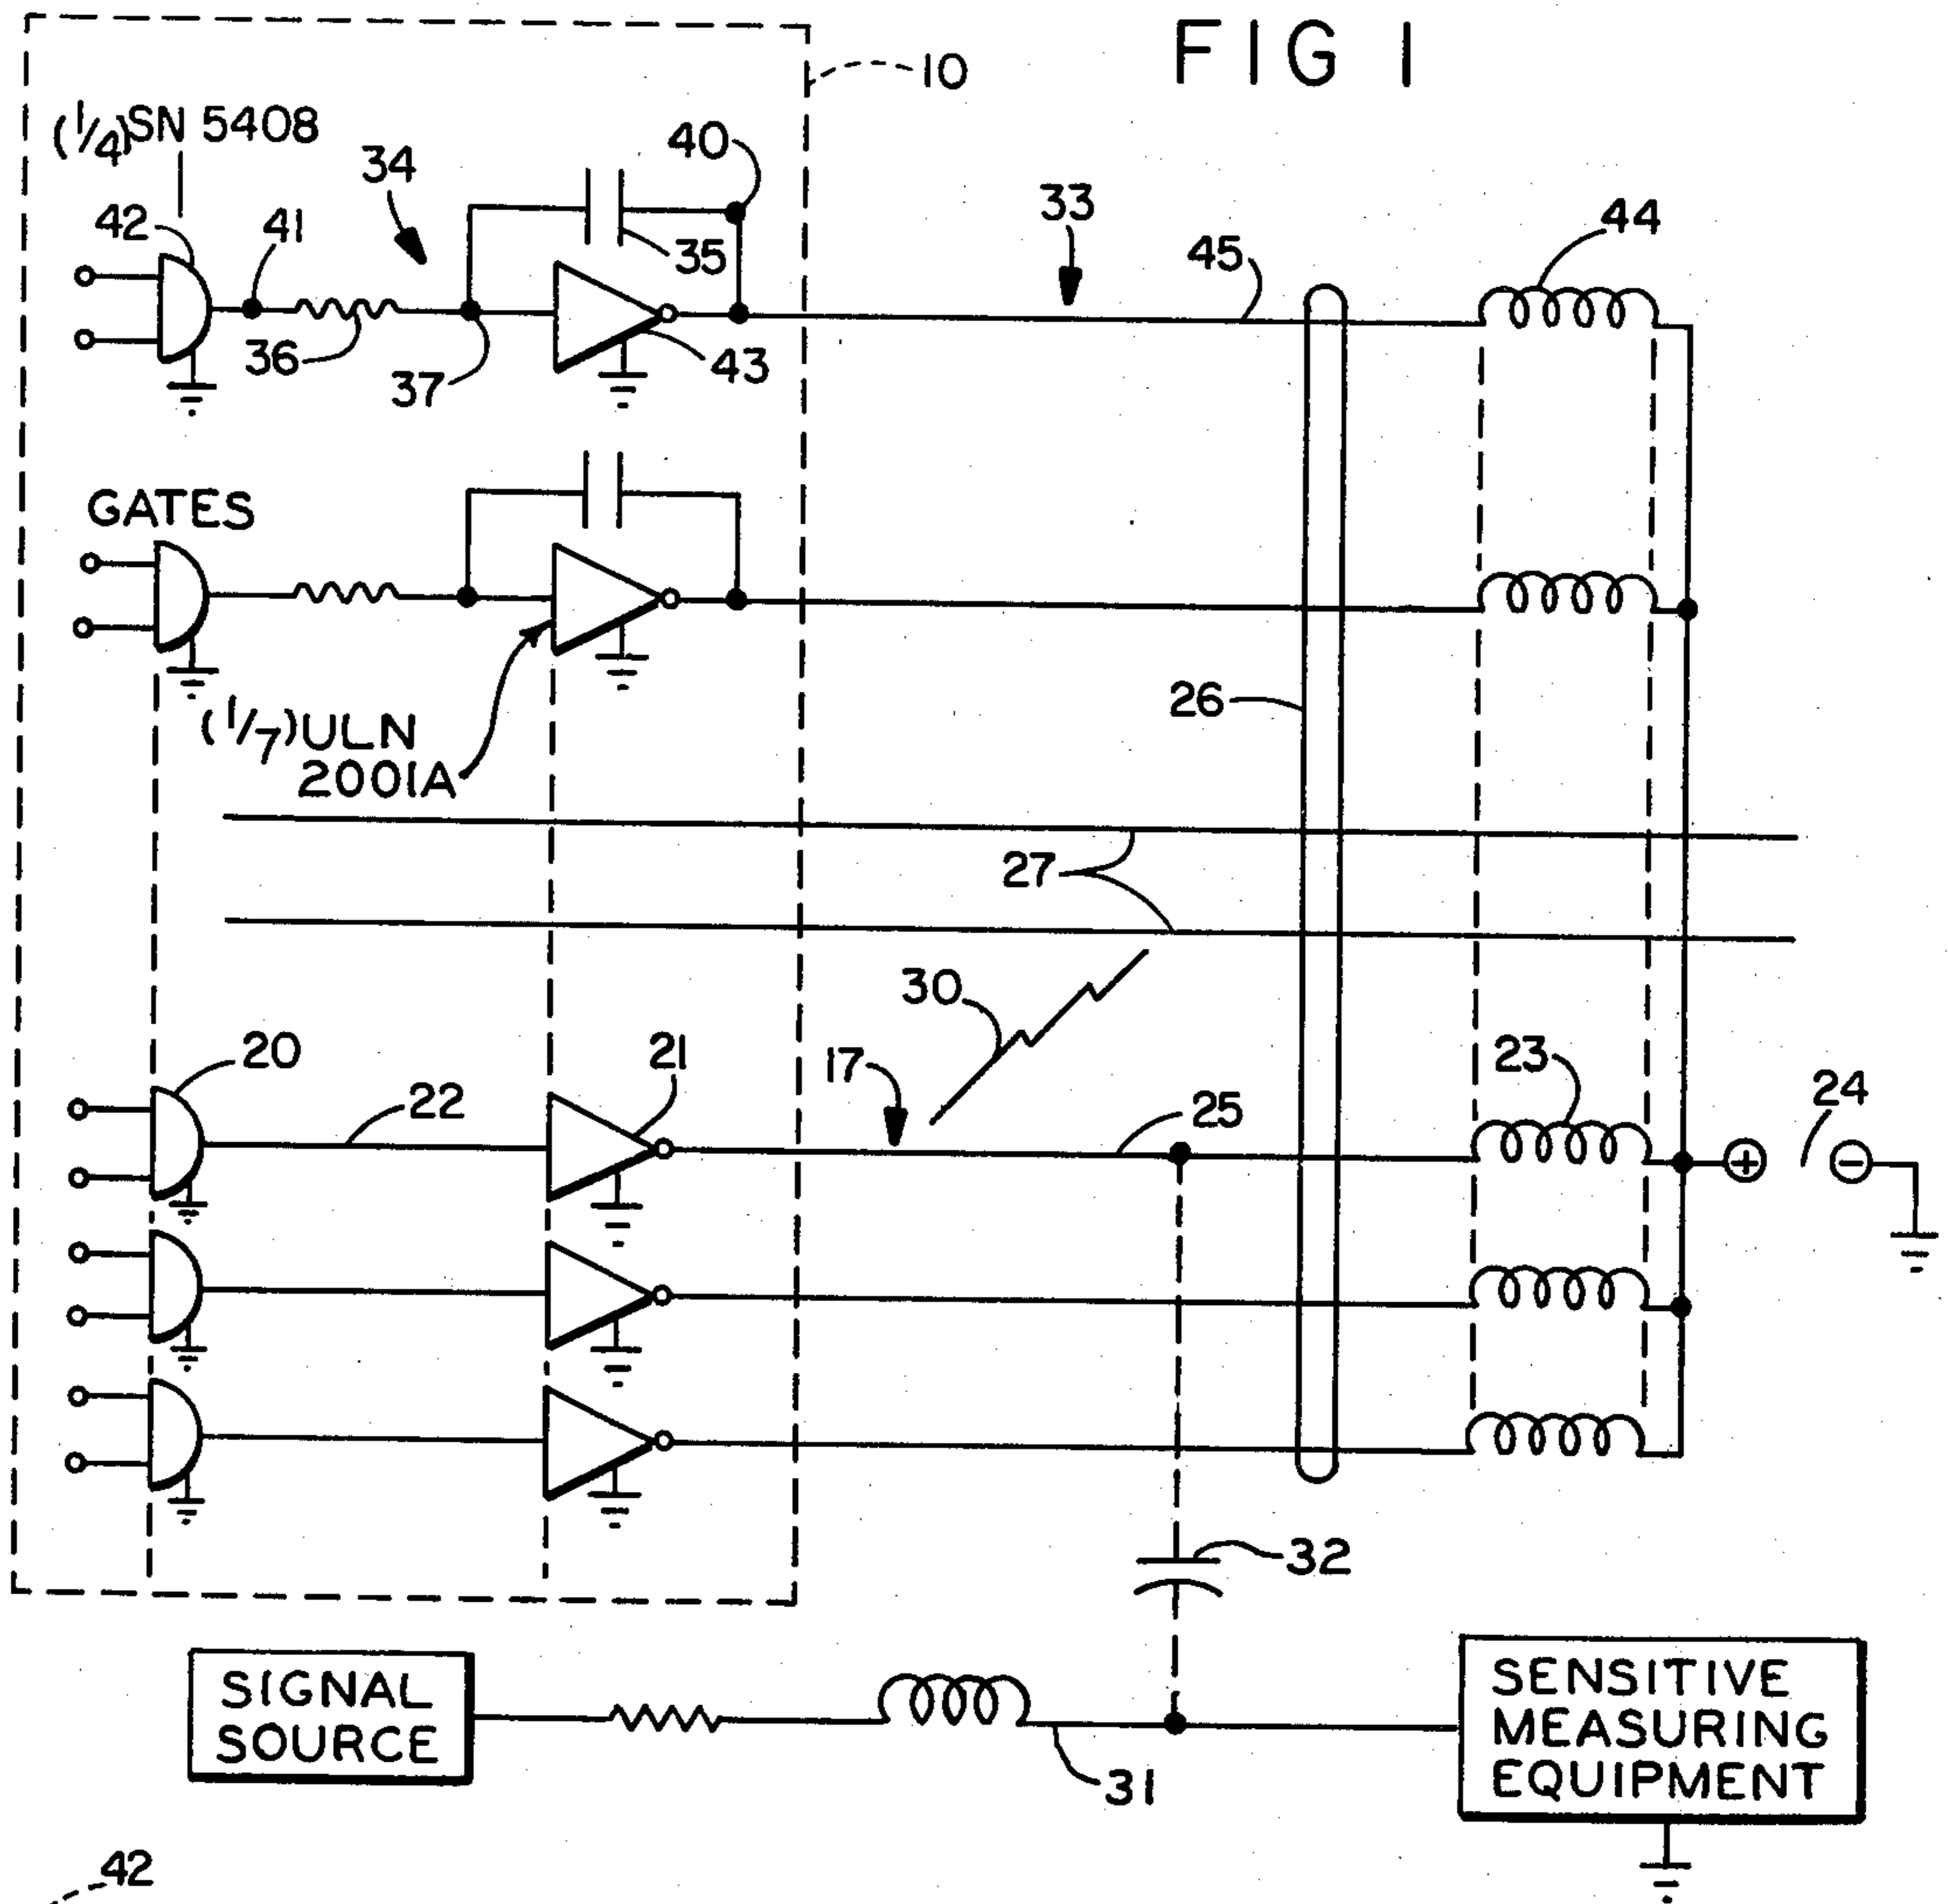 FIG 1
10
(1/4)SN 5408
40
34
33
42
41
44
45
35
36
37
43
GATES
26
(1/7)ULN
2001A
27
30
20
21
17
23
24
22
25
+
−
32
SIGNAL
SOURCE
31
SENSITIVE
MEASURING
EQUIPMENT
42